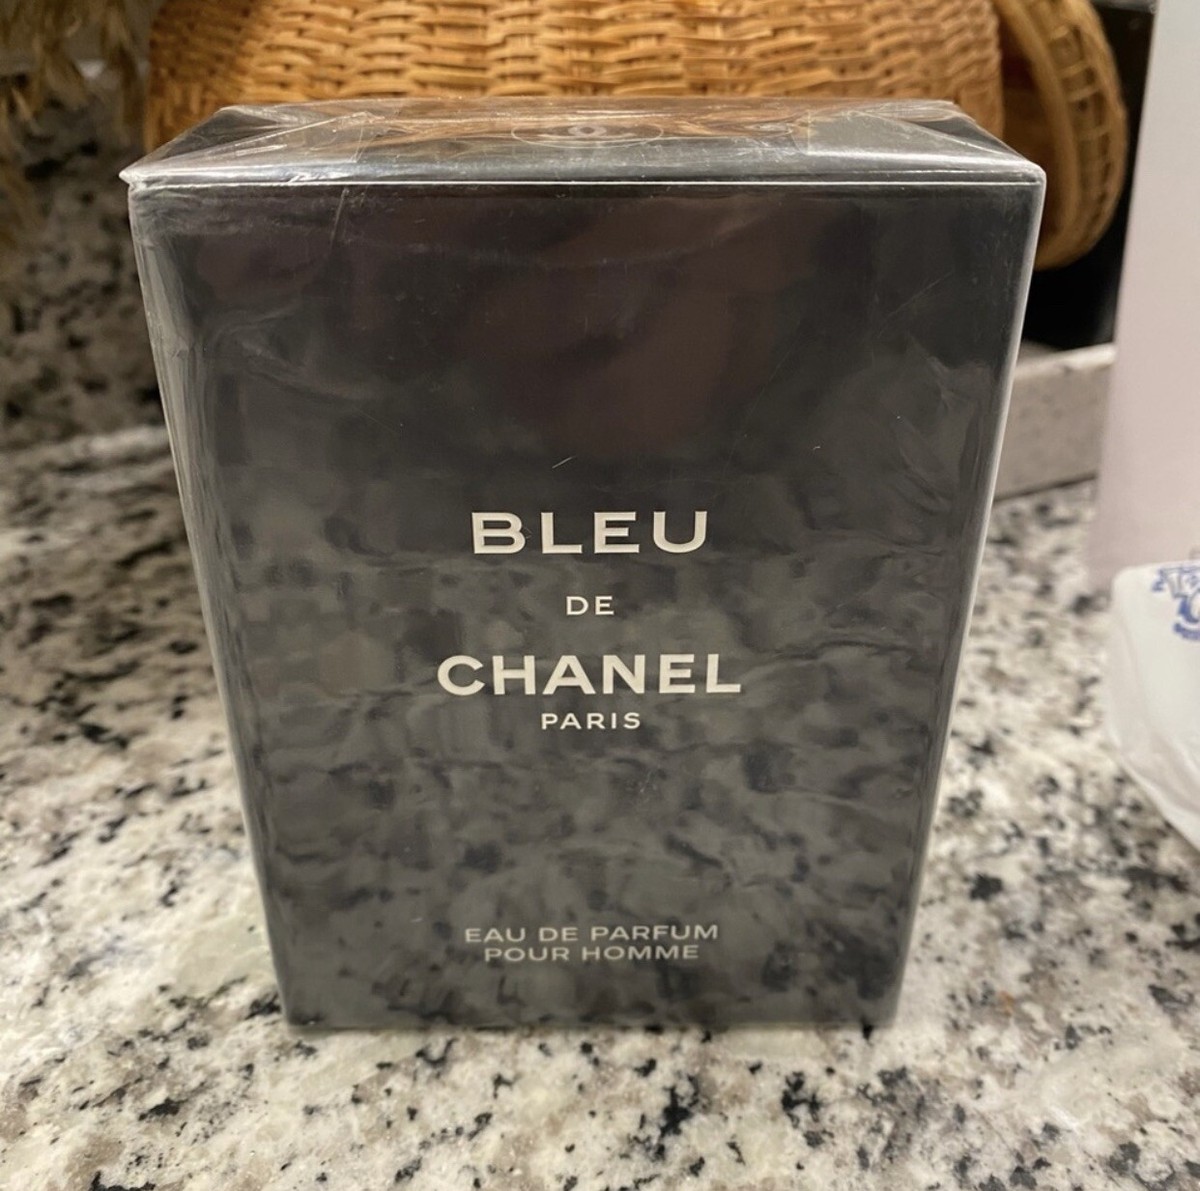 BLEU
DE
CHANEL
PARIS
EAU DE PARFUM
POUR HOMME